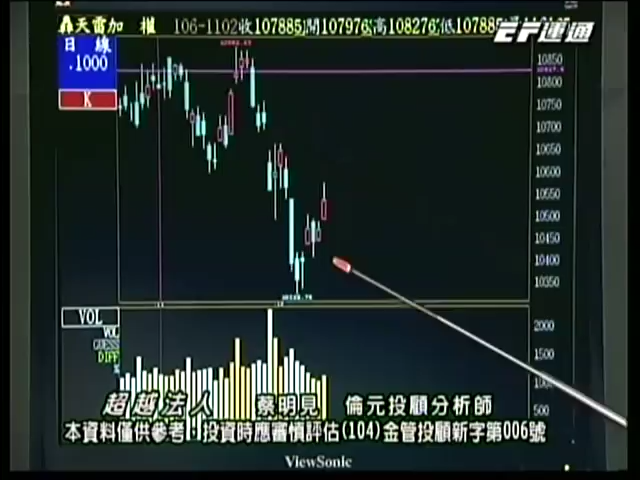 天雷加 權 106-1102收107885開107976高108276低10788
EF連通
日 線
.1000
K
10850
10800
10750
10700
10650
10600
10550
10500
10450
10400
10350
VOL
VOL
GUESS
DIFF
2000
1500
500
超越法人 蔡明見 倫元投顧分析師
本資料僅供參考，投資時應審慎評估(104)金管投顧新字第006號
ViewSonic